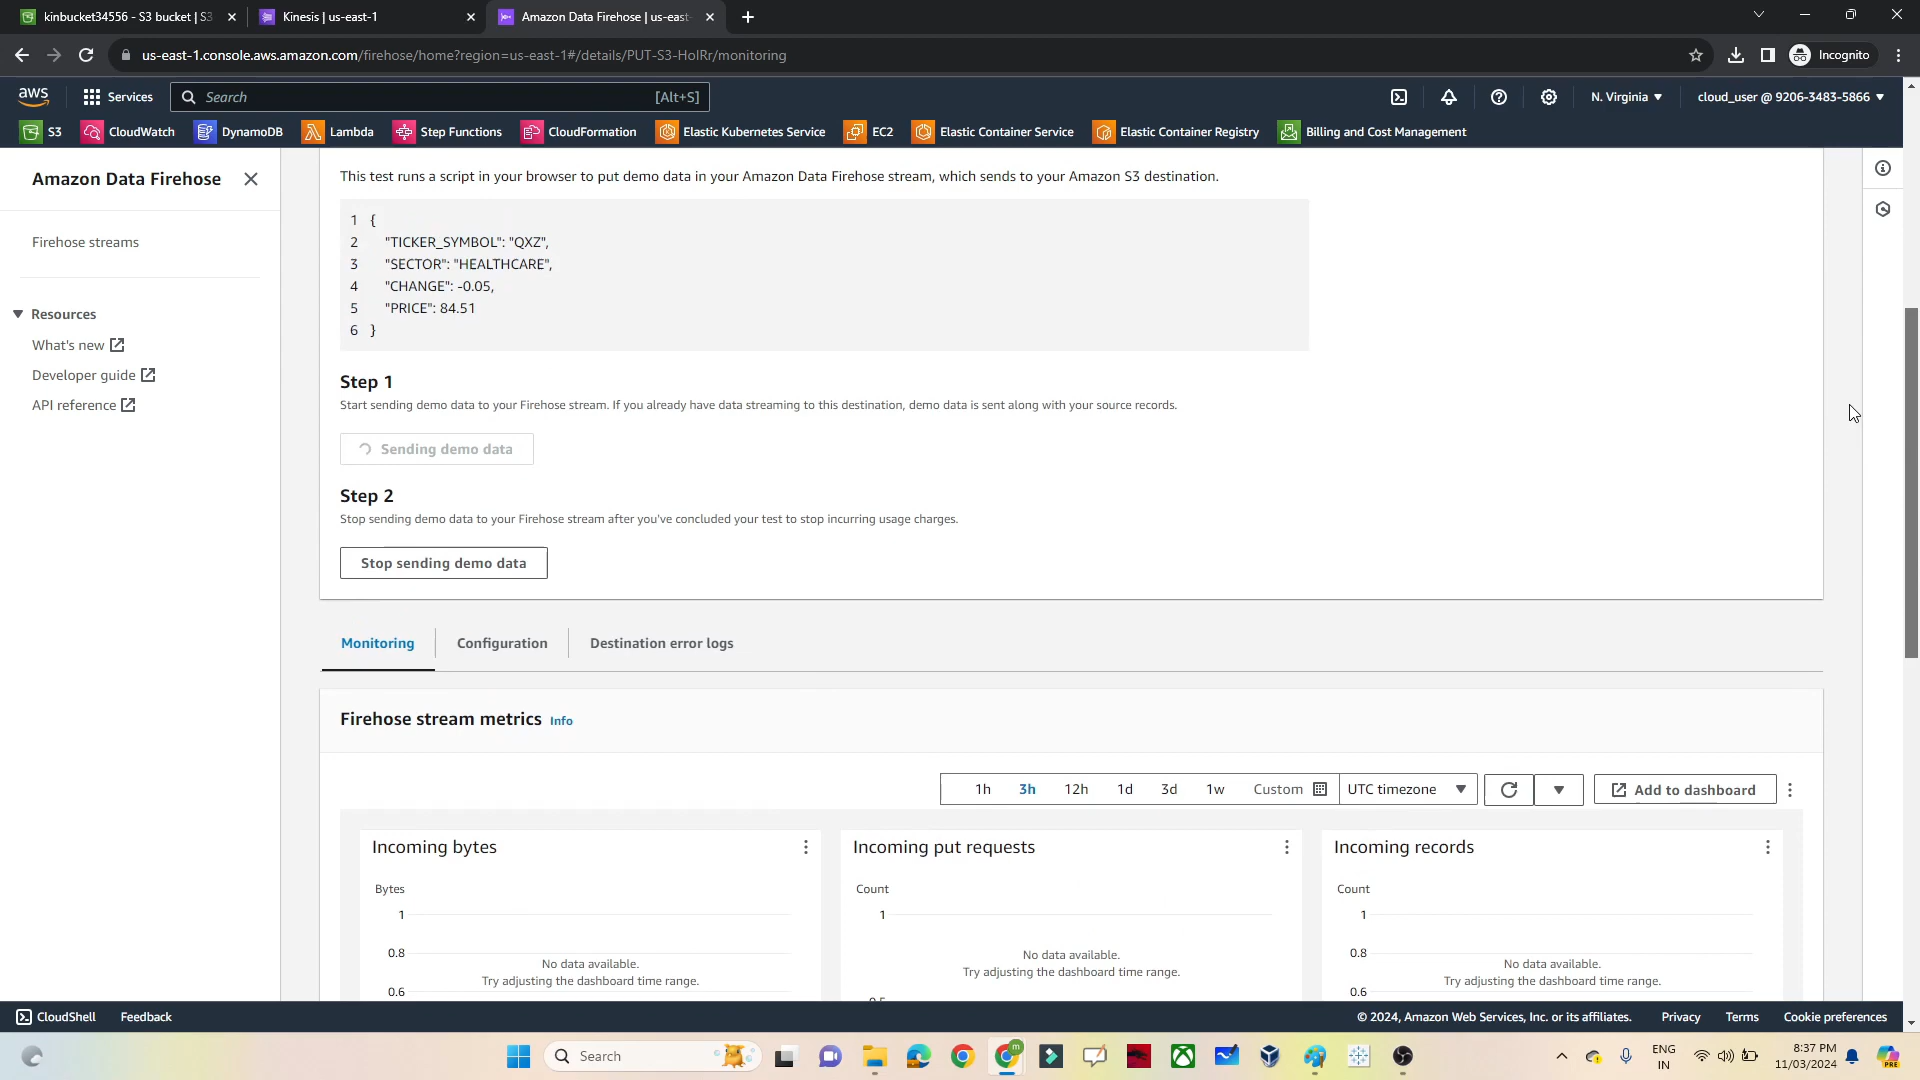 kinbucket34556 - S3 bucket | S3
Kinesis | us-east-1
Amazon Data Firehose | us-east-
us-east-1.console.aws.amazon.com/firehose/home?region=us-east-1#/details/PUT-S3-HolRr/monitoring
Incognito
aws
Services
Search
[Alt+S]
N. Virginia
cloud_user @ 9206-3483-5866
S3
CloudWatch
DynamoDB
Lambda
Step Functions
CloudFormation
Elastic Kubernetes Service
EC2
Elastic Container Service
Elastic Container Registry
Billing and Cost Management
Amazon Data Firehose
Firehose streams
Resources
What's new
Developer guide
API reference
This test runs a script in your browser to put demo data in your Amazon Data Firehose stream, which sends to your Amazon S3 destination.
1 {
2 "TICKER_SYMBOL": "QXZ",
3 "SECTOR": "HEALTHCARE",
4 "CHANGE": -0.05,
5 "PRICE": 84.51
6 }
Step 1
Start sending demo data to your Firehose stream. If you already have data streaming to this destination, demo data is sent along with your source records.
Sending demo data
Step 2
Stop sending demo data to your Firehose stream after you've concluded your test to stop incurring usage charges.
Stop sending demo data
Monitoring
Configuration
Destination error logs
Firehose stream metrics Info
1h 3h 12h 1d 3d 1w Custom
UTC timezone
Add to dashboard
Incoming bytes
Bytes
1
0.8
No data available.
Try adjusting the dashboard time range.
0.6
Incoming put requests
Count
1
No data available.
Try adjusting the dashboard time range.
Incoming records
Count
1
0.8
No data available.
Try adjusting the dashboard time range.
0.6
CloudShell
Feedback
© 2024, Amazon Web Services, Inc. or its affiliates.
Privacy
Terms
Cookie preferences
Search
ENG
IN
8:37 PM
11/03/2024